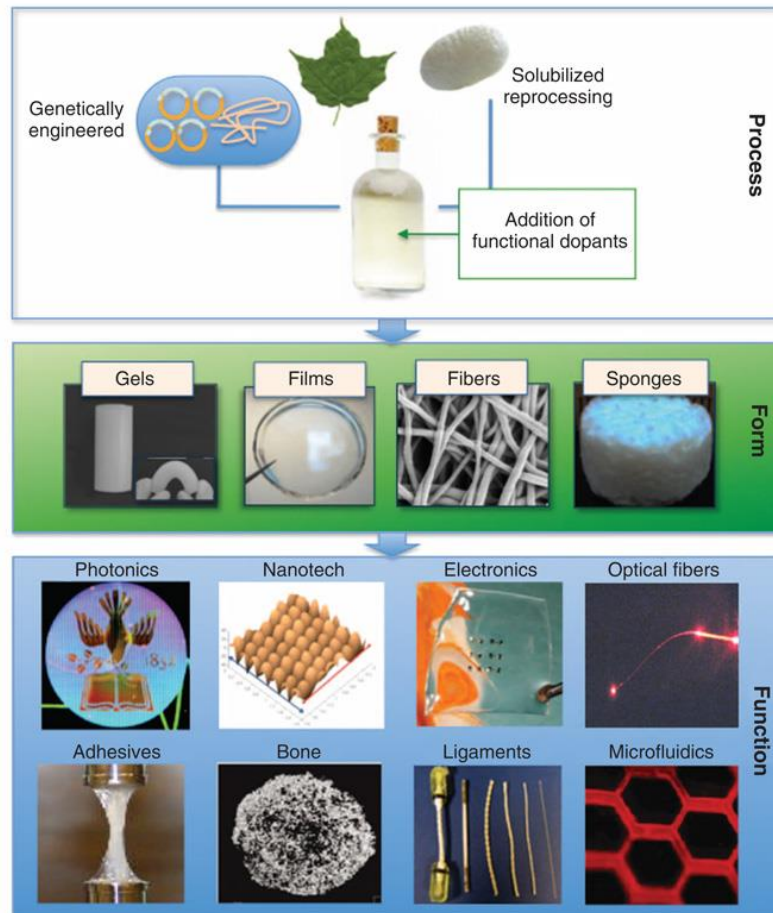 Genetically
engineered
Solubilized
reprocessing
Addition of
functional dopants
Process
Gels
Films
Fibers
Sponges
Form
Photonics
Nanotech
Electronics
Optical fibers
1832
Adhesives
Bone
Ligaments
Microfluidics
Function